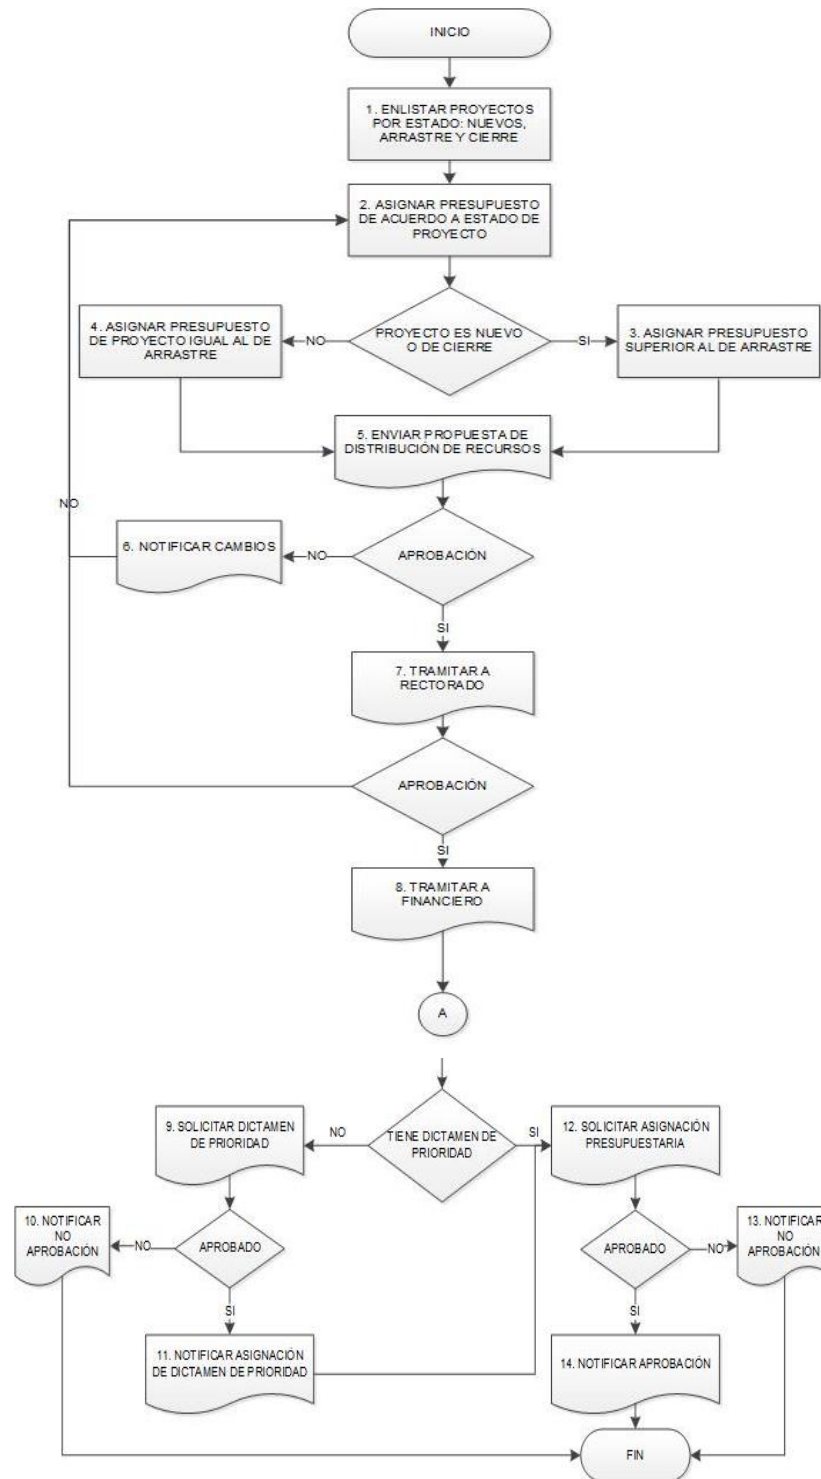 INICIO
1. ENLISTAR PROYECTOS
POR ESTADO: NUEVOS,
ARRASTRE Y CIERRE
2. ASIGNAR PRESUPUESTO
DE ACUERDO A ESTADO DE
PROYECTO
4. ASIGNAR PRESUPUESTO
DE PROYECTO IGUAL AL DE
ARRASTRE
NO
PROYECTO ES NUEVO
O DE CIERRE
SI
3. ASIGNAR PRESUPUESTO
SUPERIOR AL DE ARRASTRE
5. ENVIAR PROPUESTA DE
DISTRIBUCIÓN DE RECURSOS
NO
6. NOTIFICAR CAMBIOS
NO
APROBACIÓN
SI
7. TRAMITAR A
RECTORADO
APROBACIÓN
SI
8. TRAMITAR A
FINANCIERO
A
9. SOLICITAR DICTAMEN
DE PRIORIDAD
NO
TIENE DICTAMEN DE
PRIORIDAD
SI
12. SOLICITAR ASIGNACIÓN
PRESUPUESTARIA
10. NOTIFICAR
NO
APROBACIÓN
NO
APROBADO
APROBADO
NO
13. NOTIFICAR
NO
APROBACIÓN
SI
SI
11. NOTIFICAR ASIGNACIÓN
DE DICTAMEN DE PRIORIDAD
14. NOTIFICAR APROBACIÓN
FIN